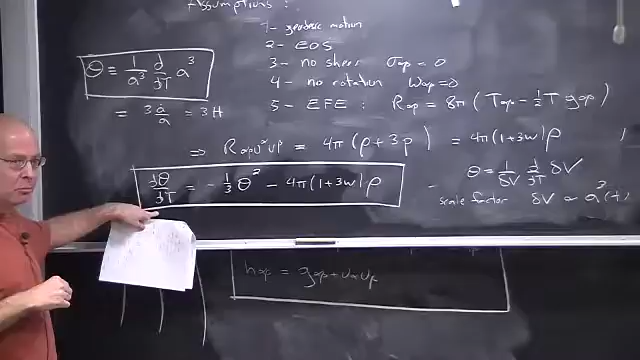 Assumptions :
1- geodesic motion
2- EOS
3- no shear σαβ = 0
4- no rotation ωαβ = 0
5- EFE : Rαβ = 8π (Tαβ - ½ T gαβ)
Θ ≡ 1/a³ d/dτ a³
= 3 ȧ/a = 3H
⇒ Rαβ uᵅ uᵝ = 4π (ρ + 3p) = 4π (1+3w) ρ
dΘ/dτ = - 1/3 Θ² - 4π (1+3w) ρ
Θ = 1/δV d/dτ δV
scale factor δV ∝ a³(t)
hαβ = gαβ + uα uβ